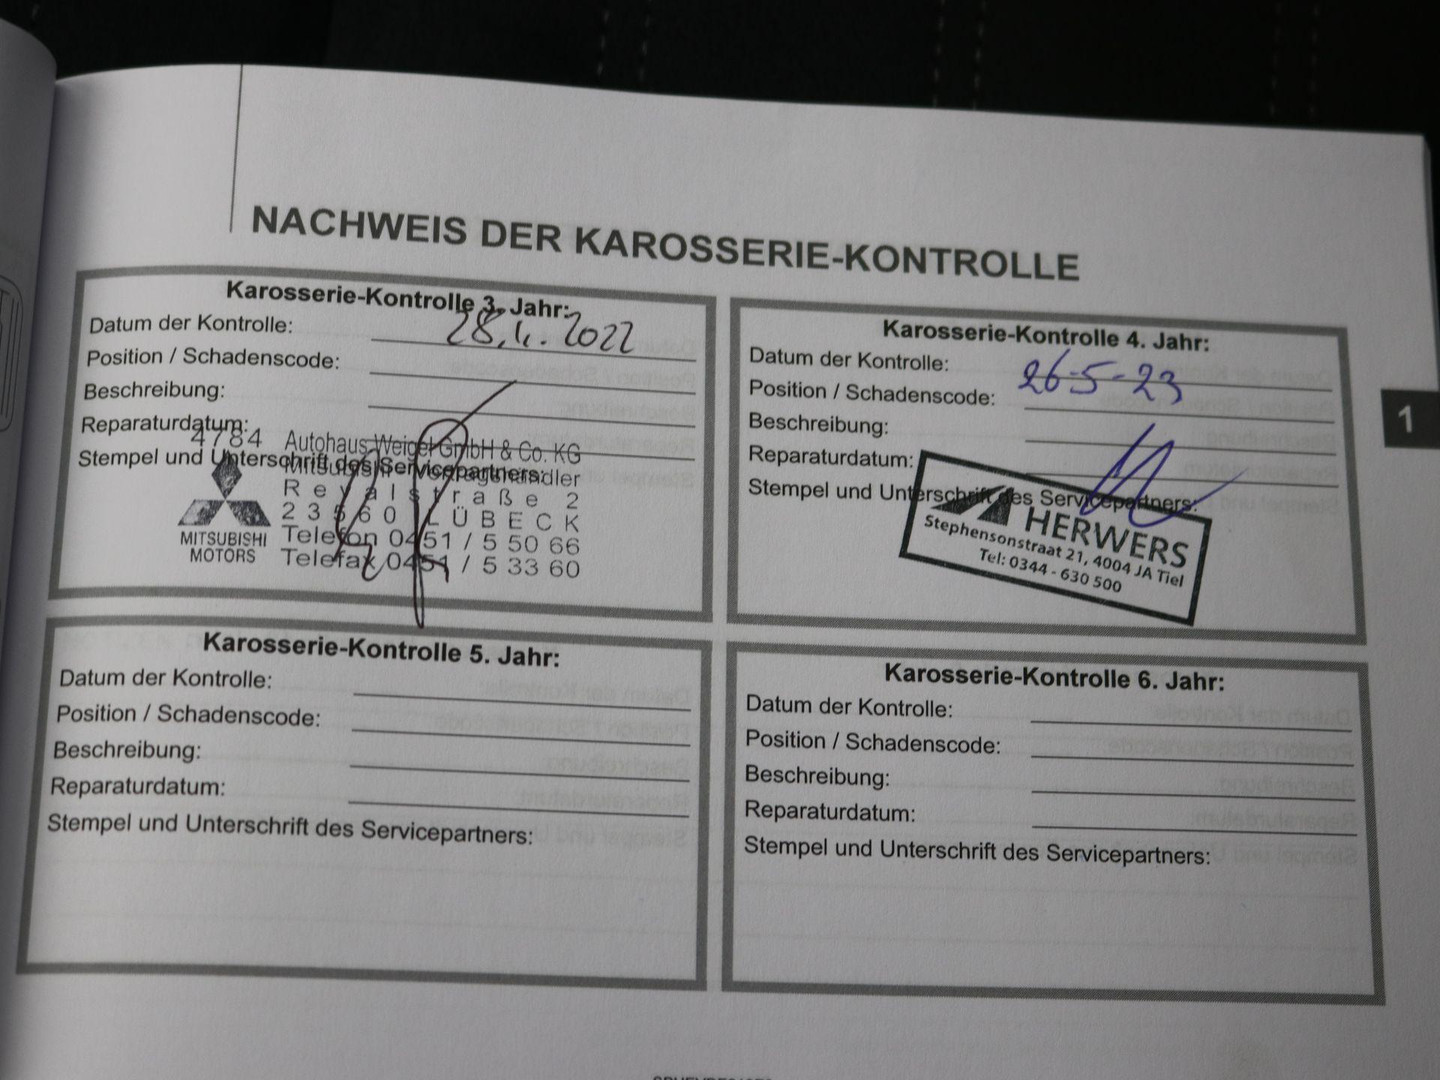 NACHWEIS DER KAROSSERIE-KONTROLLE
Karosserie-Kontrolle 3. Jahr:
Datum der Kontrolle: 28.4.2022
Position / Schadenscode:
Beschreibung:
Reparaturdatum:
Stempel und Unterschrift des Servicepartners:
4784 Autohaus Weigel GmbH & Co. KG
Mitsubishi Vertragshändler
Revalstraße 2
23560 LÜBECK
Telefon 0451 / 5 50 66
Telefax 0451 / 5 33 60
MITSUBISHI
MOTORS
Karosserie-Kontrolle 4. Jahr:
Datum der Kontrolle: 26-5-23
Position / Schadenscode:
Beschreibung:
Reparaturdatum:
Stempel und Unterschrift des Servicepartners:
HERWERS
Stephensonstraat 21, 4004 JA Tiel
Tel: 0344 - 630 500
1
Karosserie-Kontrolle 5. Jahr:
Datum der Kontrolle:
Position / Schadenscode:
Beschreibung:
Reparaturdatum:
Stempel und Unterschrift des Servicepartners:
Karosserie-Kontrolle 6. Jahr:
Datum der Kontrolle:
Position / Schadenscode:
Beschreibung:
Reparaturdatum:
Stempel und Unterschrift des Servicepartners: